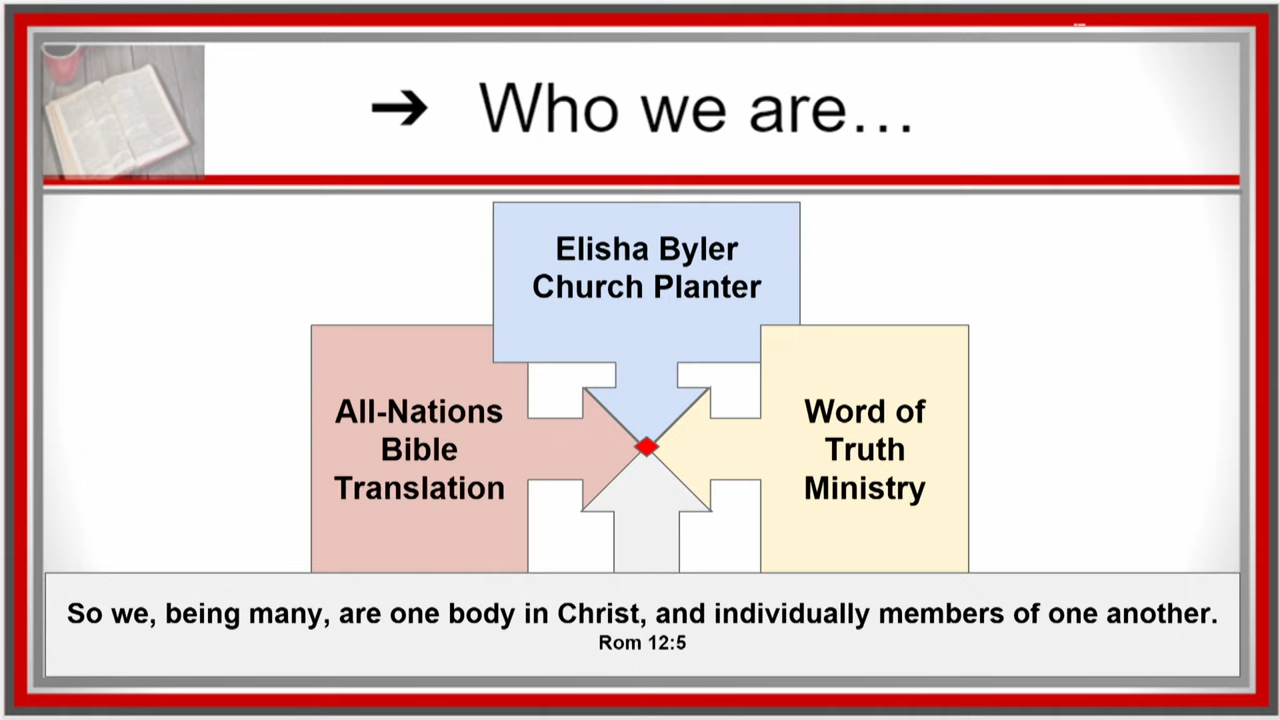 ➔ Who we are…
Elisha Byler
Church Planter
All-Nations
Bible
Translation
Word of
Truth
Ministry
So we, being many, are one body in Christ, and individually members of one another.
Rom 12:5